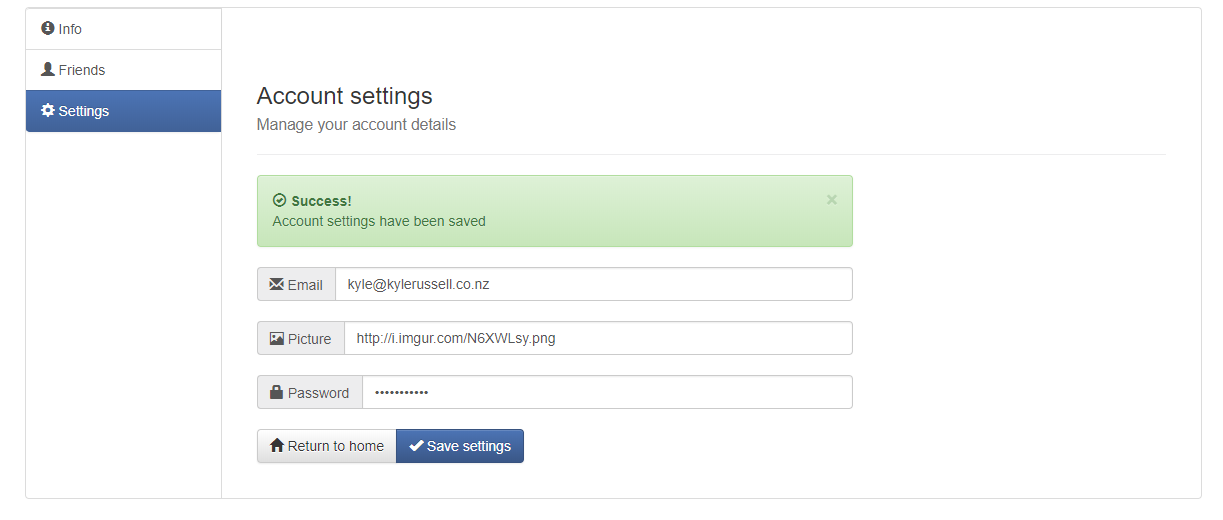 Info
Friends
Settings
Account settings
Manage your account details
Success!
×
Account settings have been saved
Email kyle@kylerussell.co.nz
Picture http://i.imgur.com/N6XWLsy.png
Password •••••••••••
Return to home Save settings